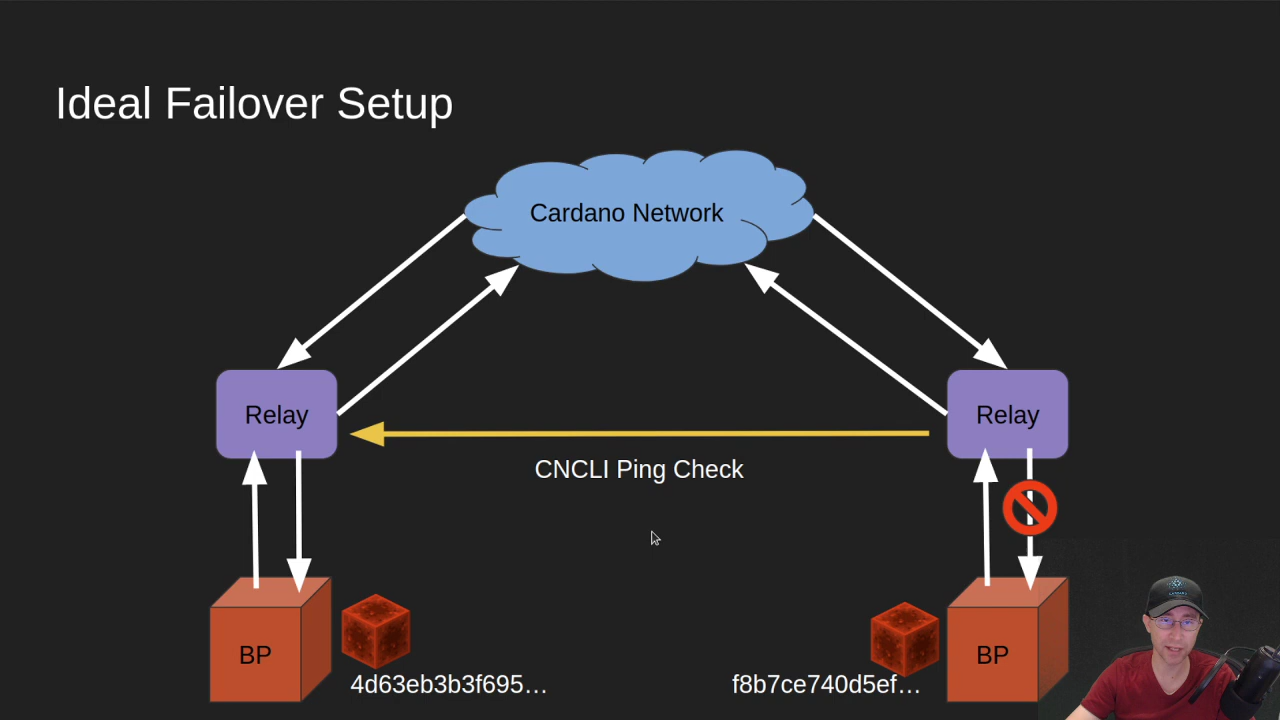 Ideal Failover Setup
Cardano Network
Relay
Relay
CNCLI Ping Check
BP
BP
4d63eb3b3f695...
f8b7ce740d5ef...